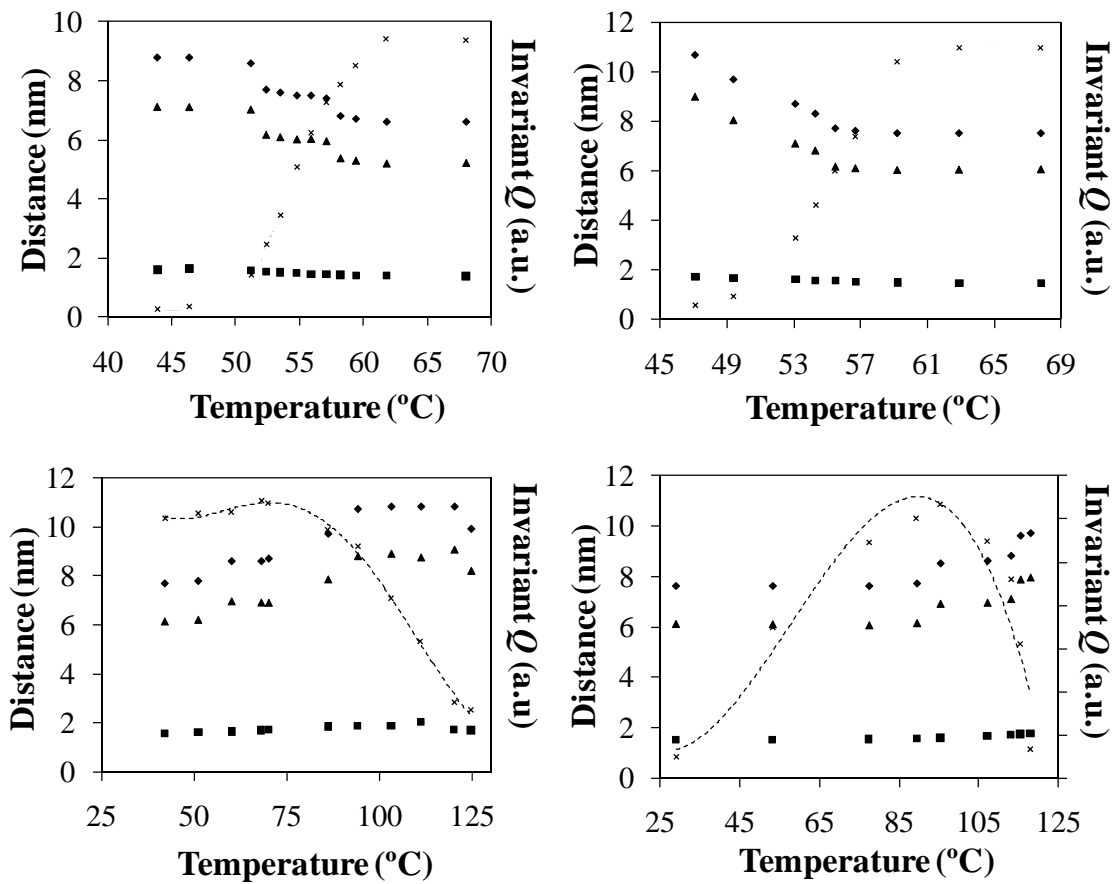 10
8
6
4
2
0
Distance (nm)
Invariant Q (a.u.)
40 45 50 55 60 65 70
Temperature (ºC)
12
10
8
6
4
2
0
Distance (nm)
Invariant Q (a.u.)
45 49 53 57 61 65 69
Temperature (ºC)
12
10
8
6
4
2
0
Distance (nm)
Invariant Q (a.u)
25 75 100 125
Temperature (ºC)
12
10
8
6
4
2
0
Distance (nm)
Invariant Q (a.u.)
25 45 65 85 105 125
Temperature (ºC)